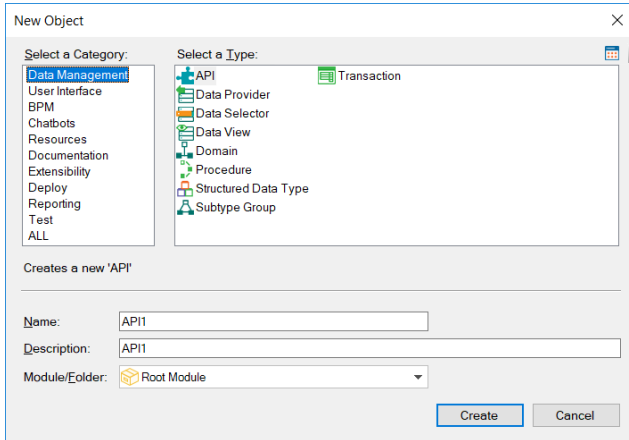 New Object
Select a Category:
Select a Type:
Data Management
User Interface
BPM
Chatbots
Resources
Documentation
Extensibility
Deploy
Reporting
Test
ALL
API
Data Provider
Data Selector
Data View
Domain
Procedure
Structured Data Type
Subtype Group
Transaction
Creates a new 'API'
Name: API1
Description: API1
Module/Folder: Root Module
Create Cancel